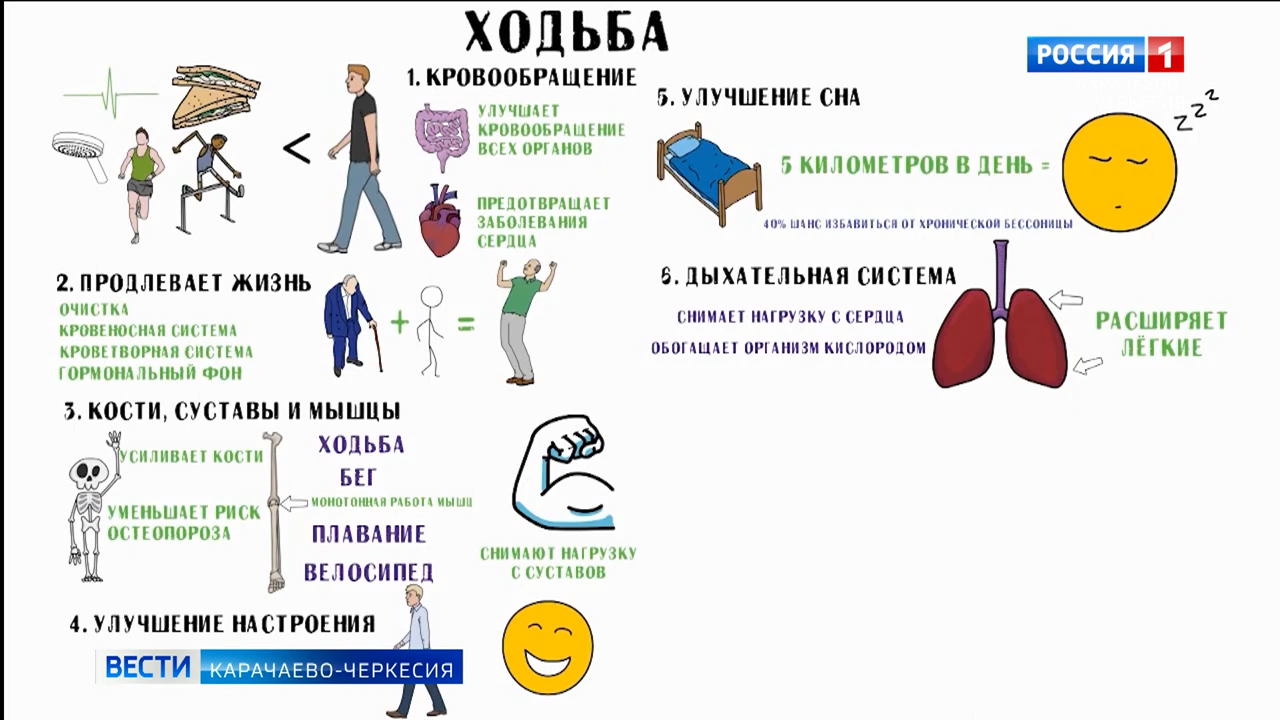 ХОДЬБА
РОССИЯ 1
1. КРОВООБРАЩЕНИЕ
УЛУЧШАЕТ
КРОВООБРАЩЕНИЕ
ВСЕХ ОРГАНОВ
<
ПРЕДОТВРАЩАЕТ
ЗАБОЛЕВАНИЯ
СЕРДЦА
2. ПРОДЛЕВАЕТ ЖИЗНЬ
ОЧИСТКА
КРОВЕНОСНАЯ СИСТЕМА
КРОВЕТВОРНАЯ СИСТЕМА
ГОРМОНАЛЬНЫЙ ФОН
+ =
3. КОСТИ, СУСТАВЫ И МЫШЦЫ
УСИЛИВАЕТ КОСТИ
УМЕНЬШАЕТ РИСК
ОСТЕОПОРОЗА
ХОДЬБА
БЕГ
МОНОТОННАЯ РАБОТА МЫШЦ
ПЛАВАНИЕ
ВЕЛОСИПЕД
СНИМАЮТ НАГРУЗКУ
С СУСТАВОВ
4. УЛУЧШЕНИЕ НАСТРОЕНИЯ
5. УЛУЧШЕНИЕ СНА
Z Z Z
5 КИЛОМЕТРОВ В ДЕНЬ =
40% ШАНС ИЗБАВИТЬСЯ ОТ ХРОНИЧЕСКОЙ БЕССОНИЦЫ
6. ДЫХАТЕЛЬНАЯ СИСТЕМА
СНИМАЕТ НАГРУЗКУ С СЕРДЦА
ОБОГАЩАЕТ ОРГАНИЗМ КИСЛОРОДОМ
РАСШИРЯЕТ
ЛЁГКИЕ
ВЕСТИ КАРАЧАЕВО-ЧЕРКЕСИЯ